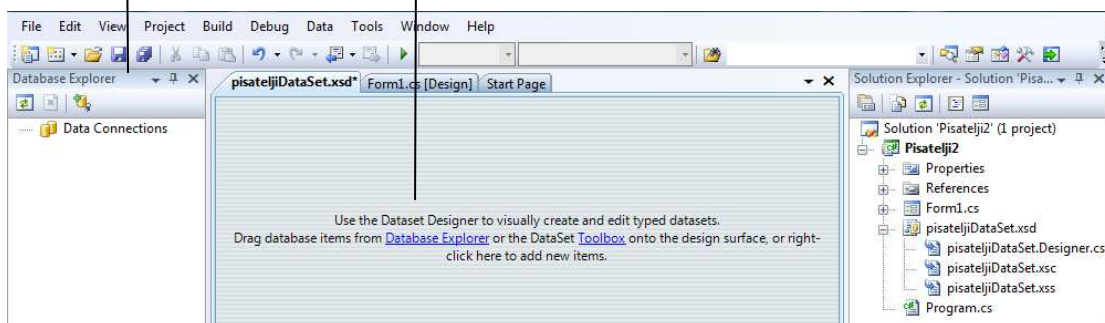 File Edit View Project Build Debug Data Tools Window Help
Database Explorer
Data Connections
pisateljiDataSet.xsd* Form1.cs [Design] Start Page
Use the Dataset Designer to visually create and edit typed datasets.
Drag database items from Database Explorer or the DataSet Toolbox onto the design surface, or right-
click here to add new items.
Solution Explorer - Solution 'Pisa...
Solution 'Pisatelji2' (1 project)
Pisatelji2
Properties
References
Form1.cs
pisateljiDataSet.xsd
pisateljiDataSet.Designer.cs
pisateljiDataSet.xsc
pisateljiDataSet.xss
Program.cs